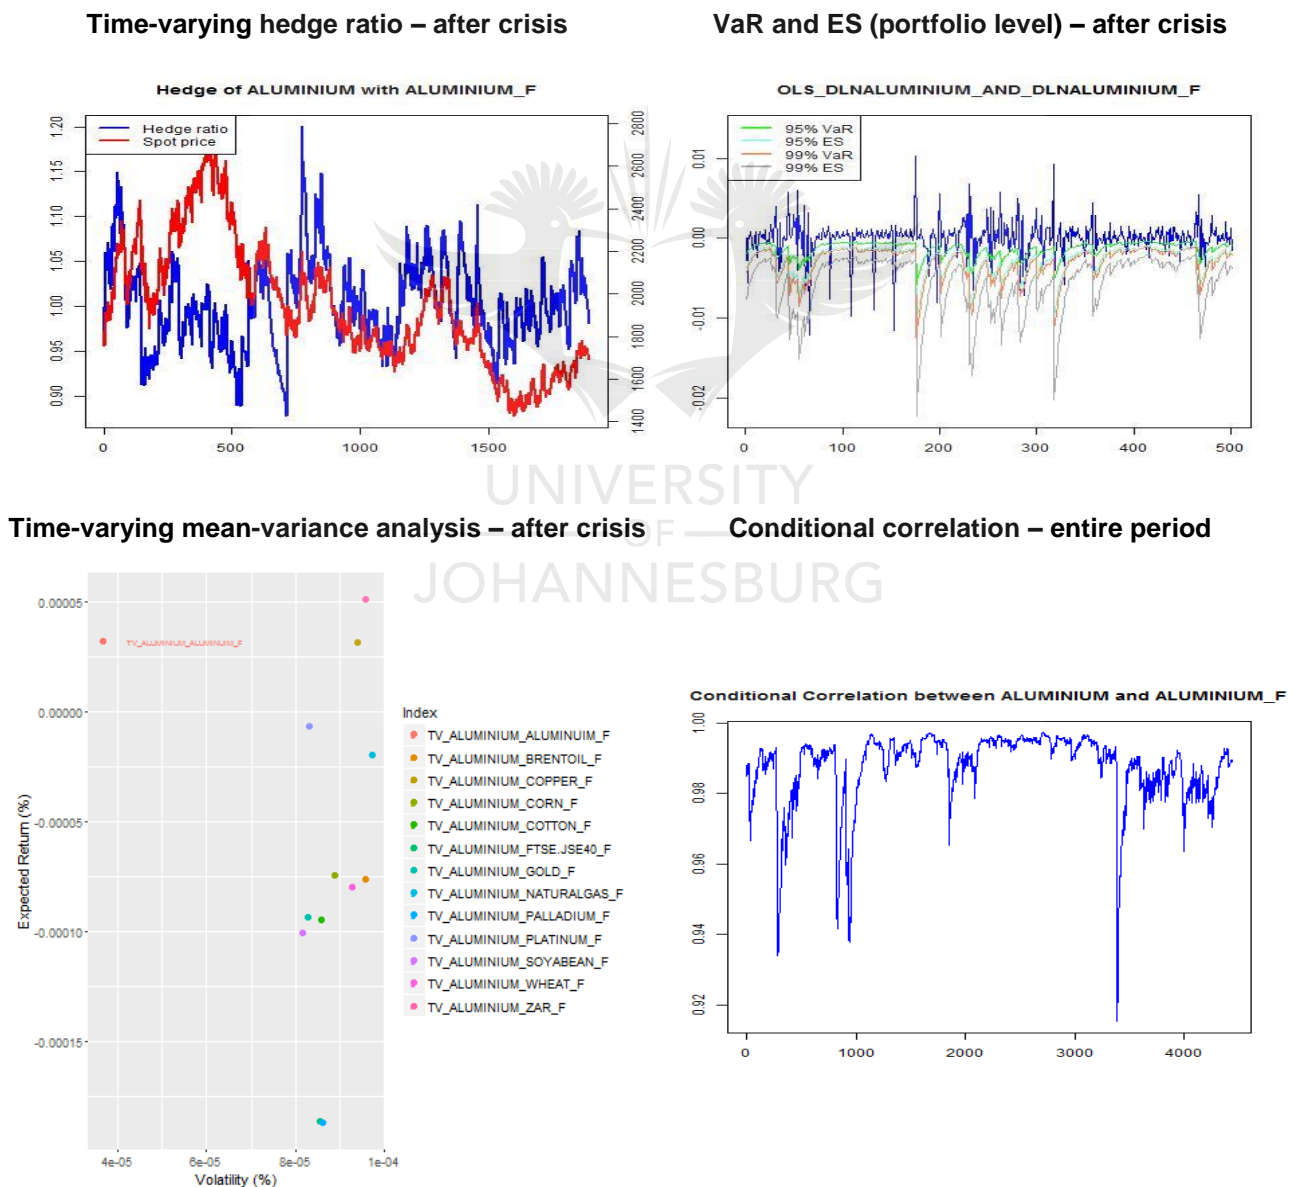 Time-varying hedge ratio – after crisis
VaR and ES (portfolio level) – after crisis
Hedge of ALUMINIUM with ALUMINIUM_F
Hedge ratio
Spot price
1.20
1.15
1.10
1.05
1.00
0.95
0.90
2800
2600
2400
2200
2000
1800
1600
1400
0 500 1000 1500
OLS_DLNALUMINIUM_AND_DLNALUMINIUM_F
95% VaR
95% ES
99% VaR
99% ES
0.01
0.00
-0.01
-0.02
0 100 200 300 400 500
UNIVERSITY
OF
JOHANNESBURG
Time-varying mean-variance analysis – after crisis
Conditional correlation – entire period
0.00005
0.00000
-0.00005
-0.00010
-0.00015
Expected Return (%)
TV_ALUMINIUM_ALUMINUIM_F
4e-05 6e-05 8e-05 1e-04
Volatility (%)
Index
TV_ALUMINIUM_ALUMINUIM_F
TV_ALUMINIUM_BRENTOIL_F
TV_ALUMINIUM_COPPER_F
TV_ALUMINIUM_CORN_F
TV_ALUMINIUM_COTTON_F
TV_ALUMINIUM_FTSE.JSE40_F
TV_ALUMINIUM_GOLD_F
TV_ALUMINIUM_NATURALGAS_F
TV_ALUMINIUM_PALLADIUM_F
TV_ALUMINIUM_PLATINUM_F
TV_ALUMINIUM_SOYABEAN_F
TV_ALUMINIUM_WHEAT_F
TV_ALUMINIUM_ZAR_F
Conditional Correlation between ALUMINIUM and ALUMINIUM_F
1.00
0.98
0.96
0.94
0.92
0 1000 2000 3000 4000